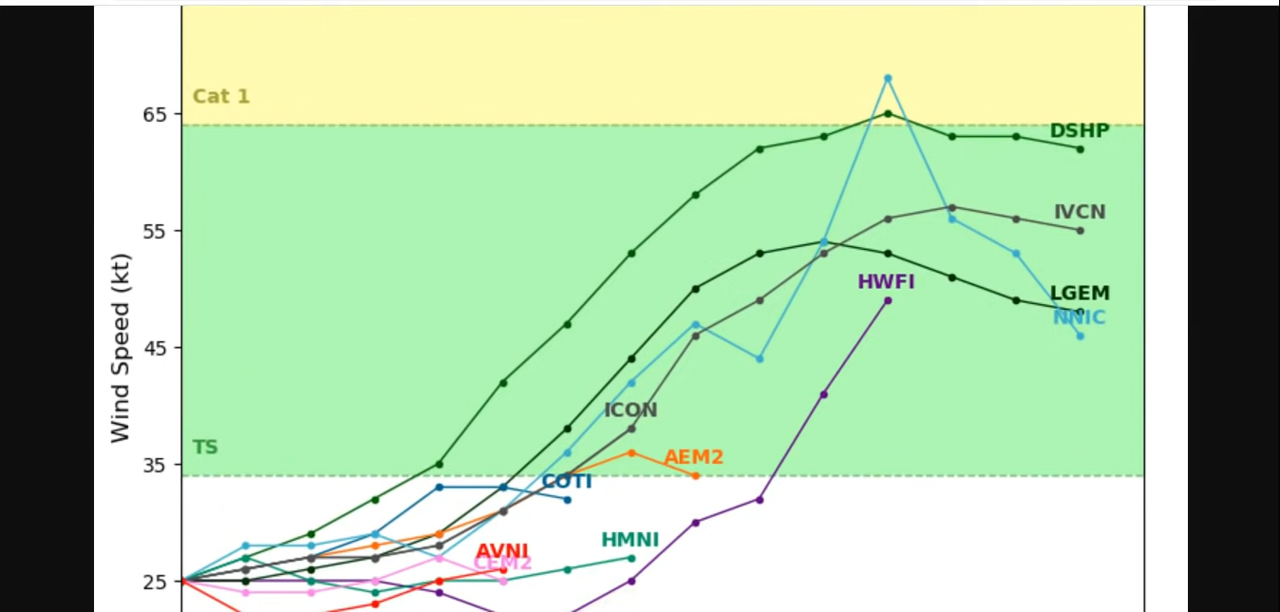 Cat 1
65
DSHP
IVCN
55
HWFI
LGEM
NNIC
Wind Speed (kt)
45
ICON
TS
AEM2
35
COTI
HMNI
AVNI
CEM2
25